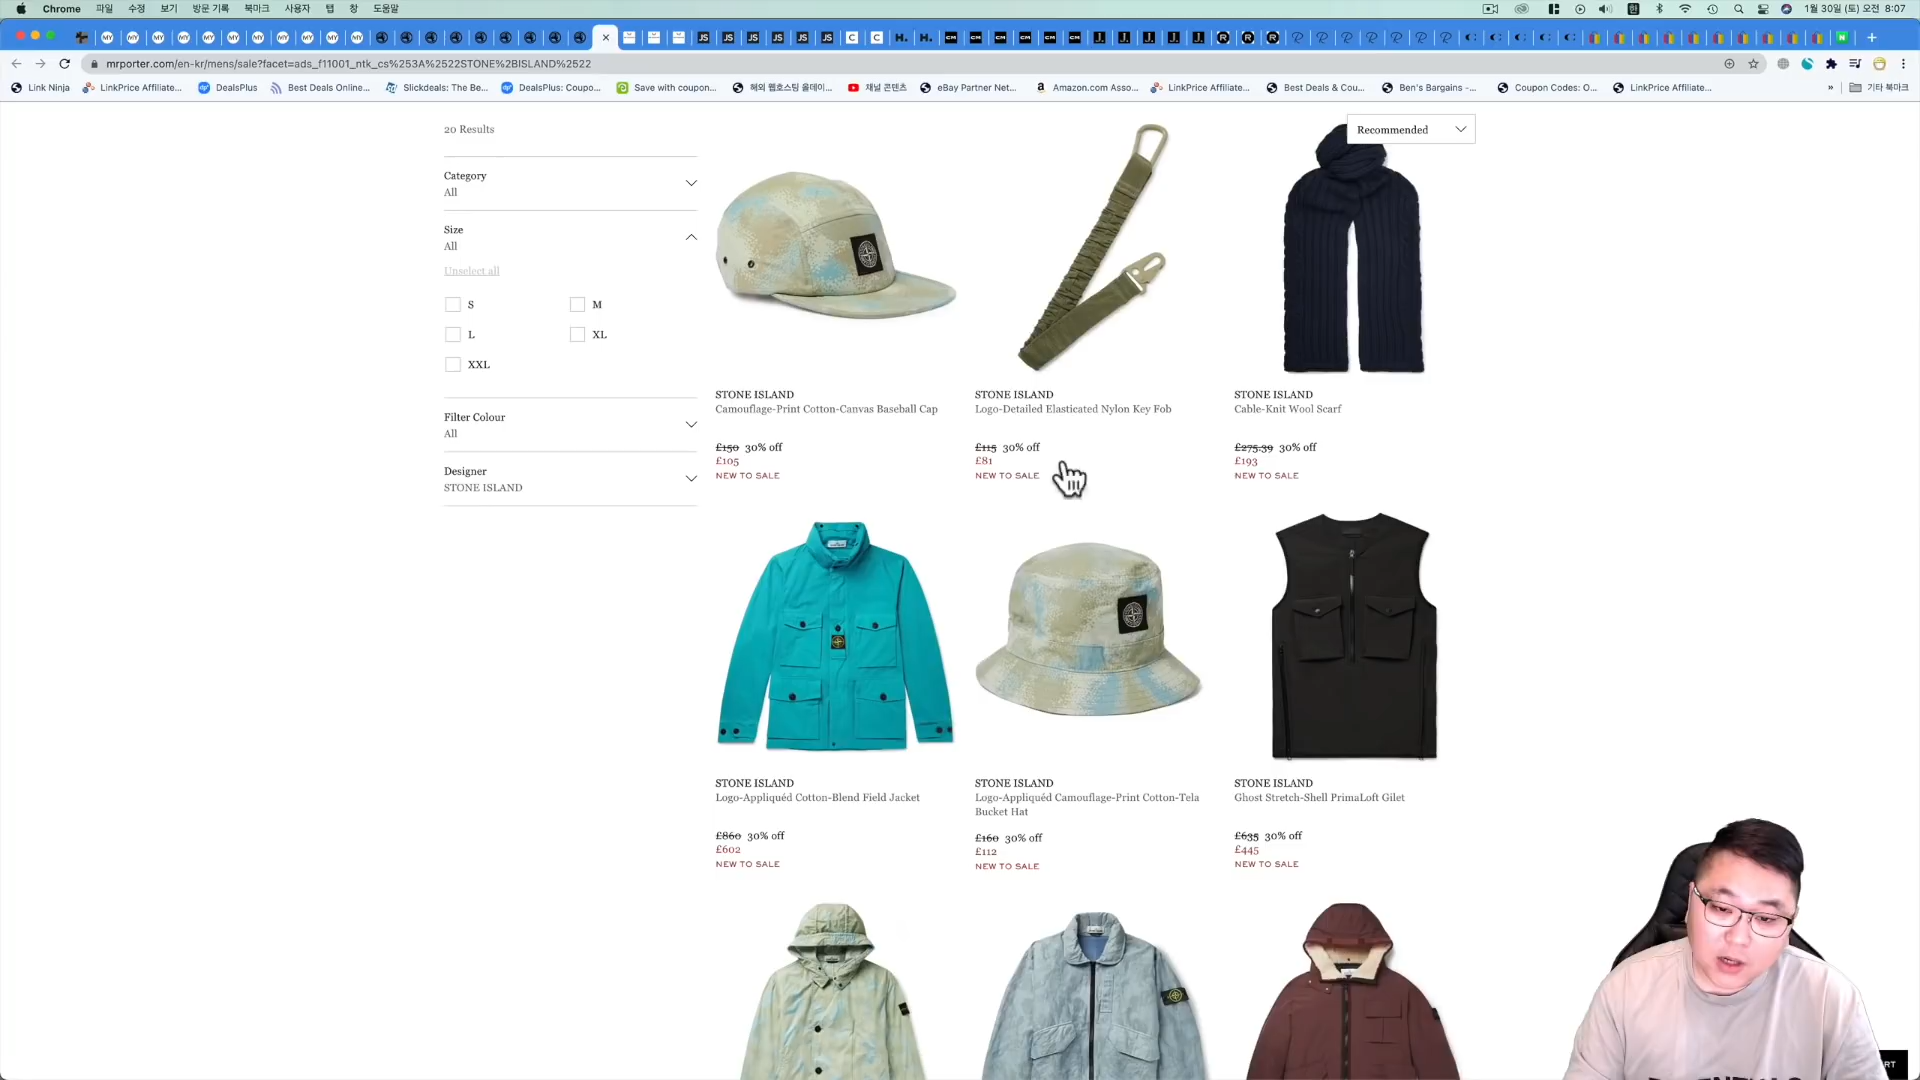 Chrome 파일 수정 보기 방문 기록 북마크 사용자 탭 창 도움말
1월 30일 (토) 오전 8:07
mrporter.com/en-kr/mens/sale?facet=ads_f11001_ntk_cs%253A%2522STONE%2BISLAND%2522
Link Ninja LinkPrice Affiliate... DealsPlus Best Deals Online... Slickdeals: The Be... DealsPlus: Coupo... Save with coupon... 해외 웹호스팅 올데이... 채널 콘텐츠 eBay Partner Net... Amazon.com Asso... LinkPrice Affiliate... Best Deals & Cou... Ben's Bargains -... Coupon Codes: O... LinkPrice Affiliate... » 기타 북마크
20 Results
Recommended
Category
All
Size
All
Unselect all
S M
L XL
XXL
Filter Colour
All
Designer
STONE ISLAND
STONE ISLAND
Camouflage-Print Cotton-Canvas Baseball Cap
£150 30% off
£105
NEW TO SALE
STONE ISLAND
Logo-Detailed Elasticated Nylon Key Fob
£115 30% off
£81
NEW TO SALE
STONE ISLAND
Cable-Knit Wool Scarf
£275.39 30% off
£193
NEW TO SALE
STONE ISLAND
Logo-Appliquéd Cotton-Blend Field Jacket
£860 30% off
£602
NEW TO SALE
STONE ISLAND
Logo-Appliquéd Camouflage-Print Cotton-Tela
Bucket Hat
£160 30% off
£112
NEW TO SALE
STONE ISLAND
Ghost Stretch-Shell PrimaLoft Gilet
£635 30% off
£445
NEW TO SALE